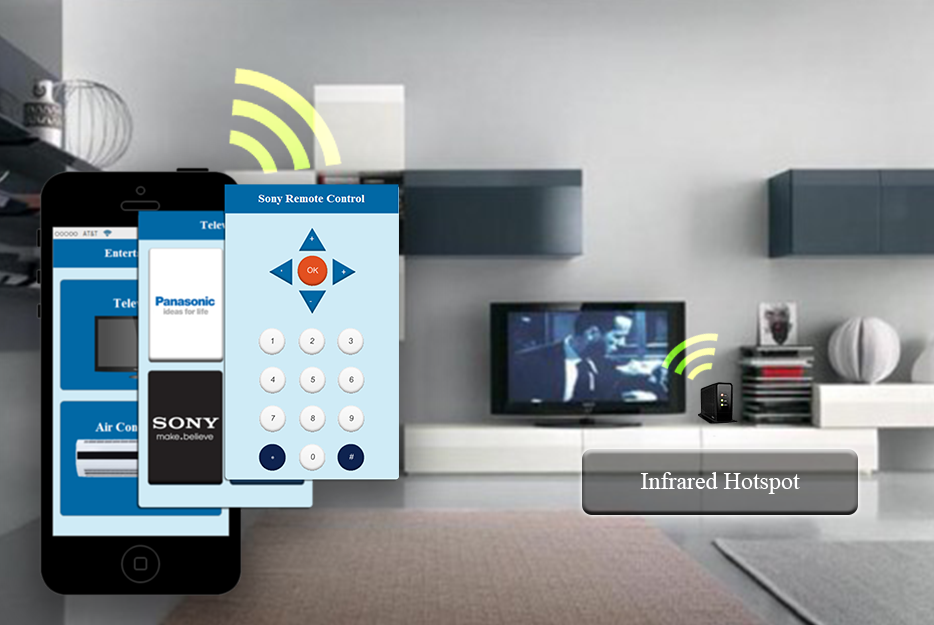 ooooo AT&T
Entert
Telev
Air Con
Telev
Panasonic
ideas for life
SONY
make.believe
Sony Remote Control
+
- OK +
-
1 2 3
4 5 6
7 8 9
* 0 #
Infrared Hotspot